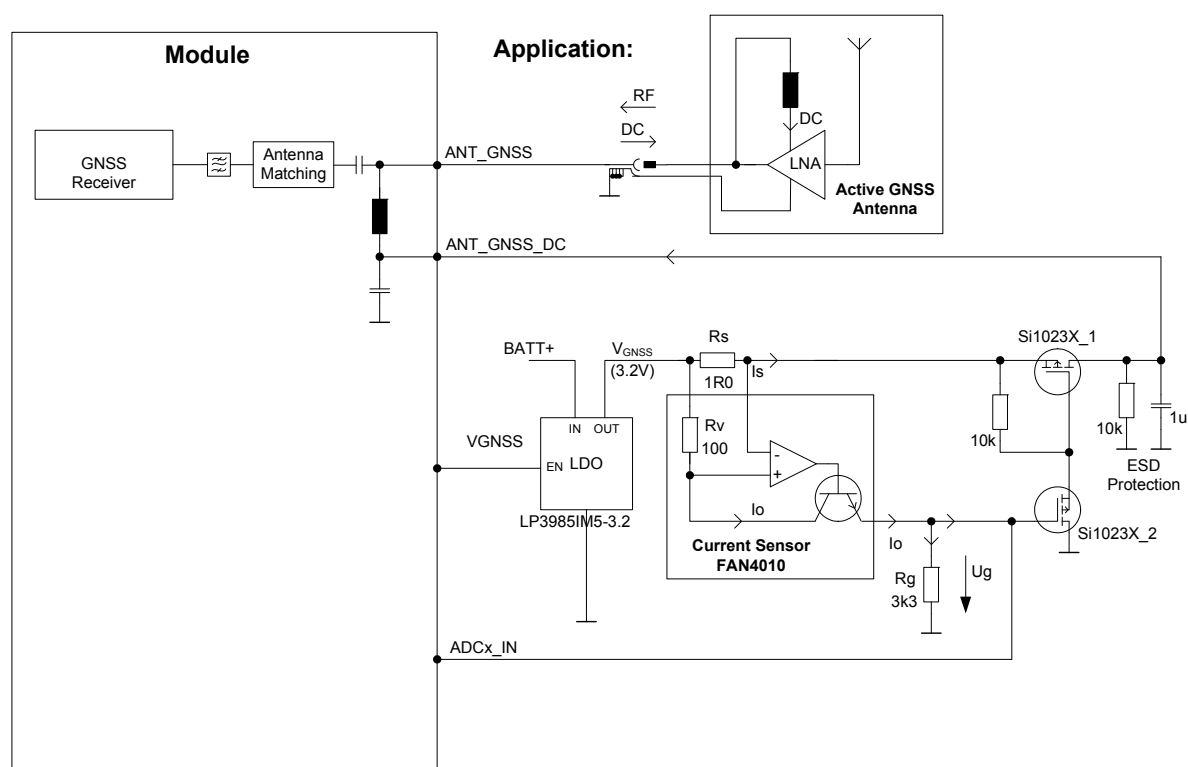 Module
Application:
GNSS
Receiver
Antenna
Matching
ANT_GNSS
RF
DC
DC
LNA
Active GNSS
Antenna
ANT_GNSS_DC
BATT+
VGNSS
(3.2V)
Rs
1R0
Is
Si1023X_1
10k
10k
1u
ESD
Protection
VGNSS
IN OUT
EN LDO
LP3985IM5-3.2
Rv
100
-
+
Io
Current Sensor
FAN4010
Io
Rg
3k3
Ug
Si1023X_2
ADCx_IN